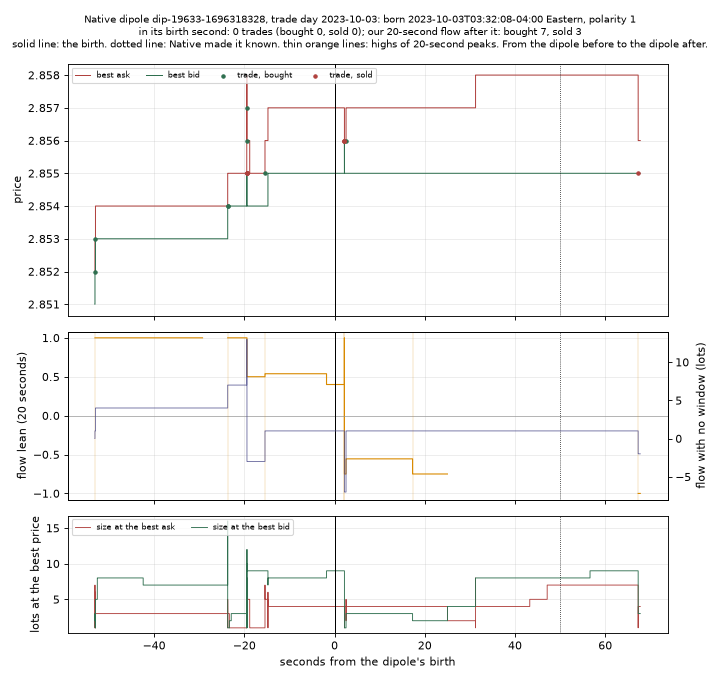 Native dipole dip-19633-1696318328, trade day 2023-10-03: born 2023-10-03T03:32:08-04:00 Eastern, polarity 1
in its birth second: 0 trades (bought 0, sold 0); our 20-second flow after it: bought 7, sold 3
solid line: the birth. dotted line: Native made it known. thin orange lines: highs of 20-second peaks. From the dipole before to the dipole after.
best ask best bid trade, bought trade, sold
2.858
2.857
2.856
2.855
2.854
2.853
2.852
2.851
price
1.0
0.5
0.0
−0.5
−1.0
flow lean (20 seconds)
10
5
0
−5
flow with no window (lots)
size at the best ask size at the best bid
15
10
5
lots at the best price
−40 −20 0 20 40 60
seconds from the dipole's birth